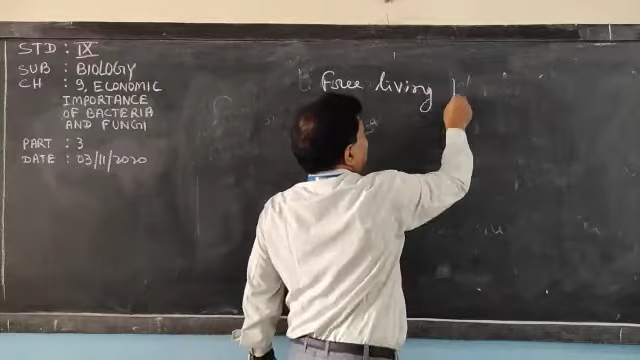 STD : IX
SUB : BIOLOGY
CH : 9, ECONOMIC
IMPORTANCE
OF BACTERIA
AND FUNGI
PART : 3
DATE : 03/11/2020
Free living